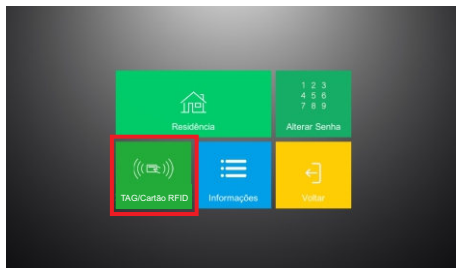 1 2 3
4 5 6
7 8 9
Residência
Alterar Senha
TAG/Cartão RFID
Informações
Voltar